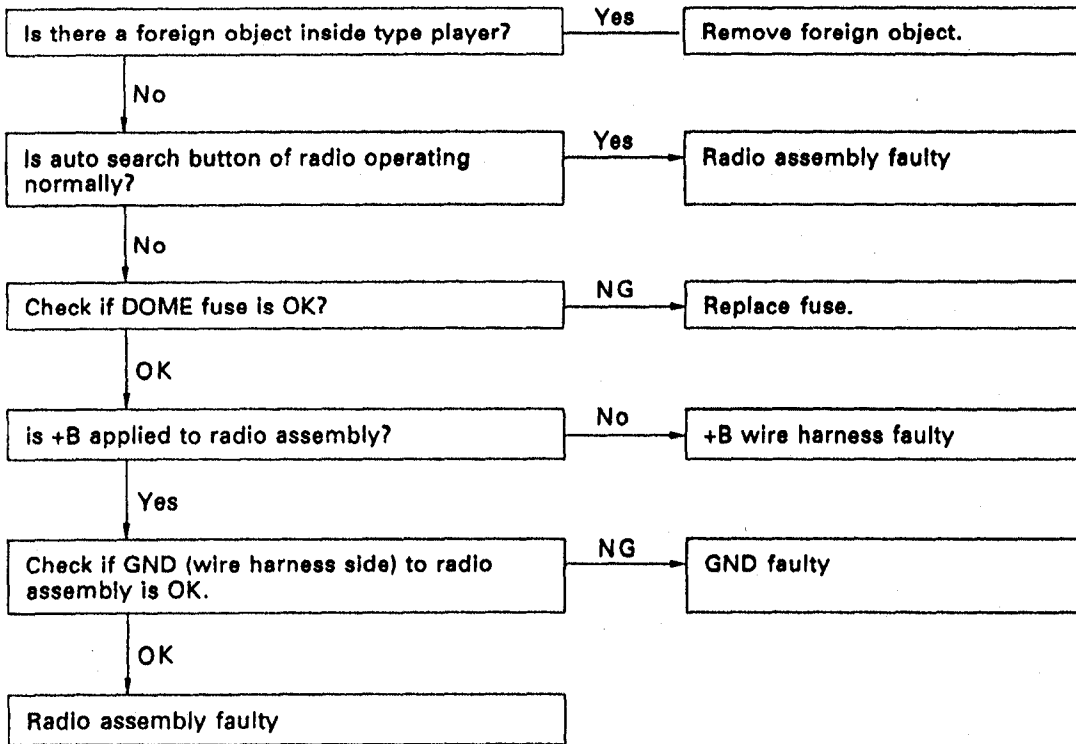 Is there a foreign object inside type player?
Yes
Remove foreign object.
No
Is auto search button of radio operating
normally?
Yes
Radio assembly faulty
No
Check if DOME fuse is OK?
NG
Replace fuse.
OK
is +B applied to radio assembly?
No
+B wire harness faulty
Yes
Check if GND (wire harness side) to radio
assembly is OK.
NG
GND faulty
OK
Radio assembly faulty